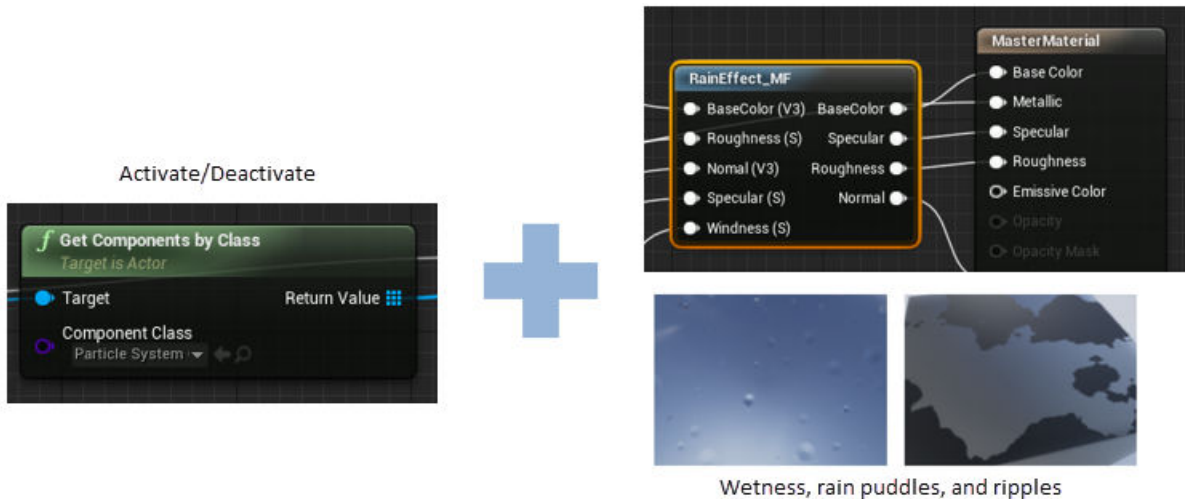 Activate/Deactivate
f Get Components by Class
Target is Actor
Target Return Value
Component Class
Particle System
RainEffect_MF
BaseColor (V3) BaseColor
Roughness (S) Specular
Nomal (V3) Roughness
Specular (S) Normal
Windness (S)
MasterMaterial
Base Color
Metallic
Specular
Roughness
Emissive Color
Opacity
Opacity Mask
Wetness, rain puddles, and ripples